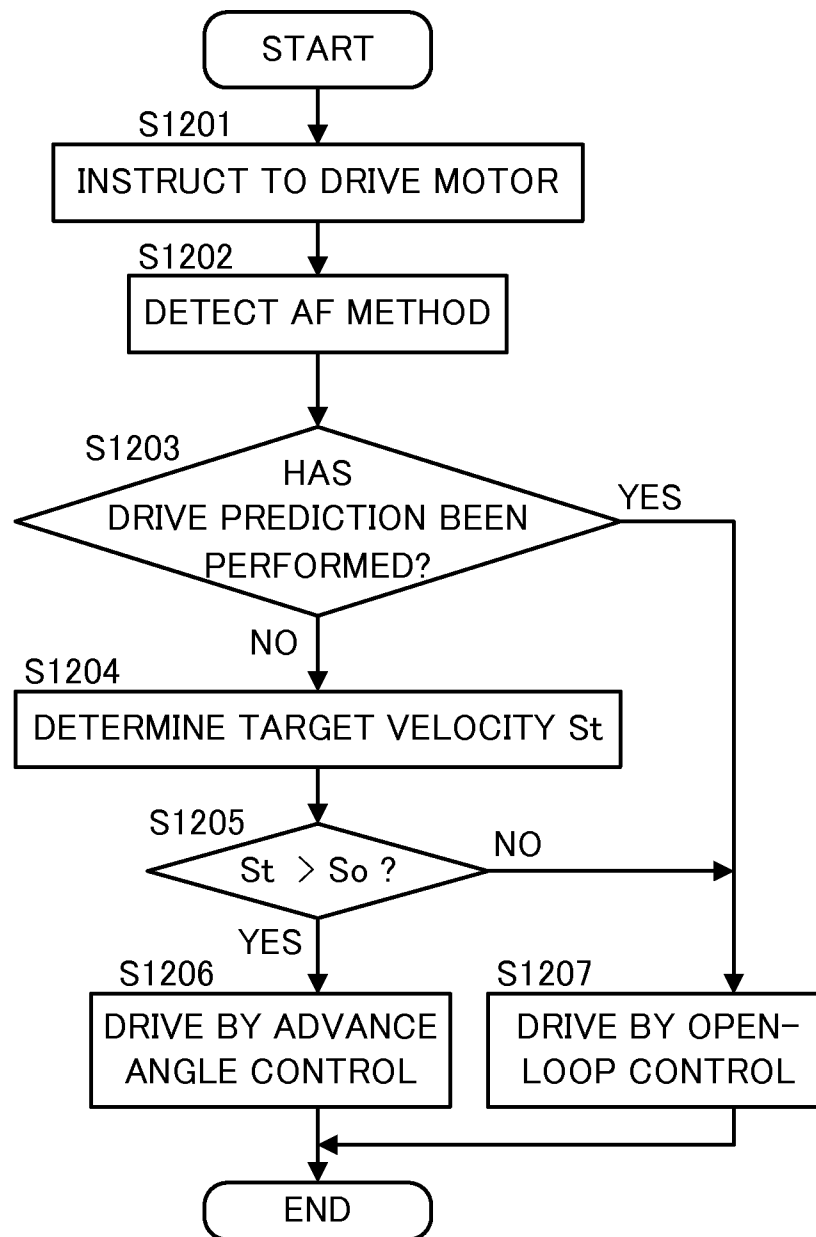 START
S1201
INSTRUCT TO DRIVE MOTOR
S1202
DETECT AF METHOD
S1203
HAS
DRIVE PREDICTION BEEN
PERFORMED?
YES
NO
S1204
DETERMINE TARGET VELOCITY St
S1205
St > So ?
NO
YES
S1206
DRIVE BY ADVANCE
ANGLE CONTROL
S1207
DRIVE BY OPEN-
LOOP CONTROL
END